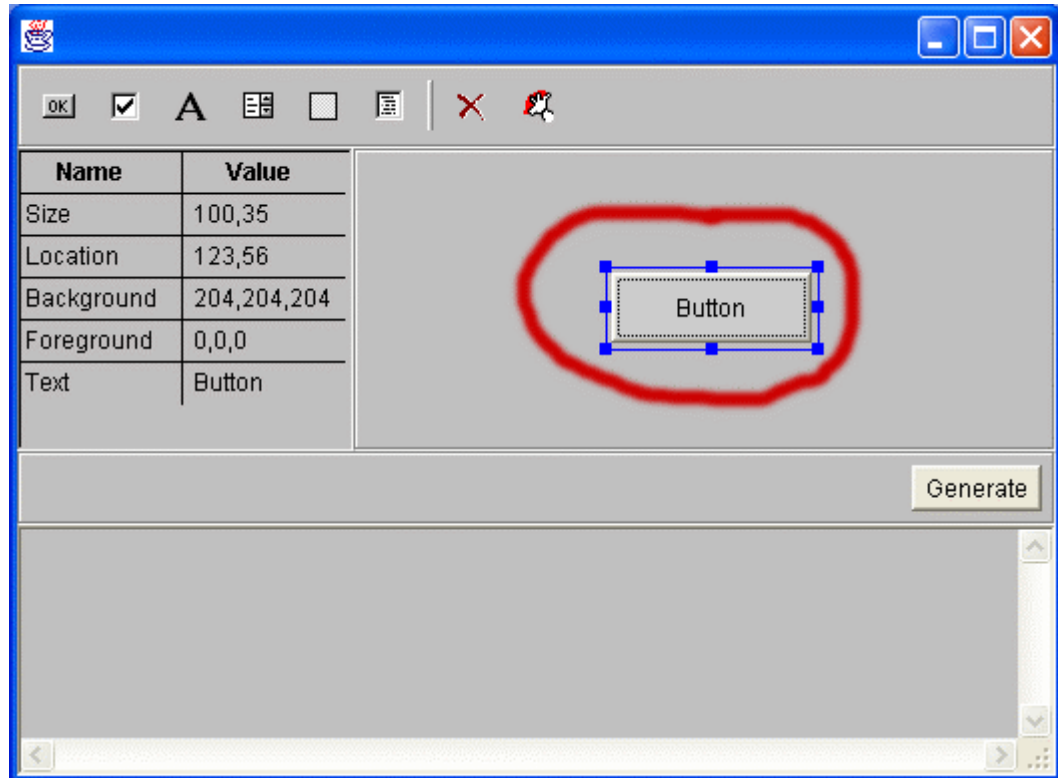 OK
A
Name Value
Size 100,35
Location 123,56
Background 204,204,204
Foreground 0,0,0
Text Button
Button
Generate